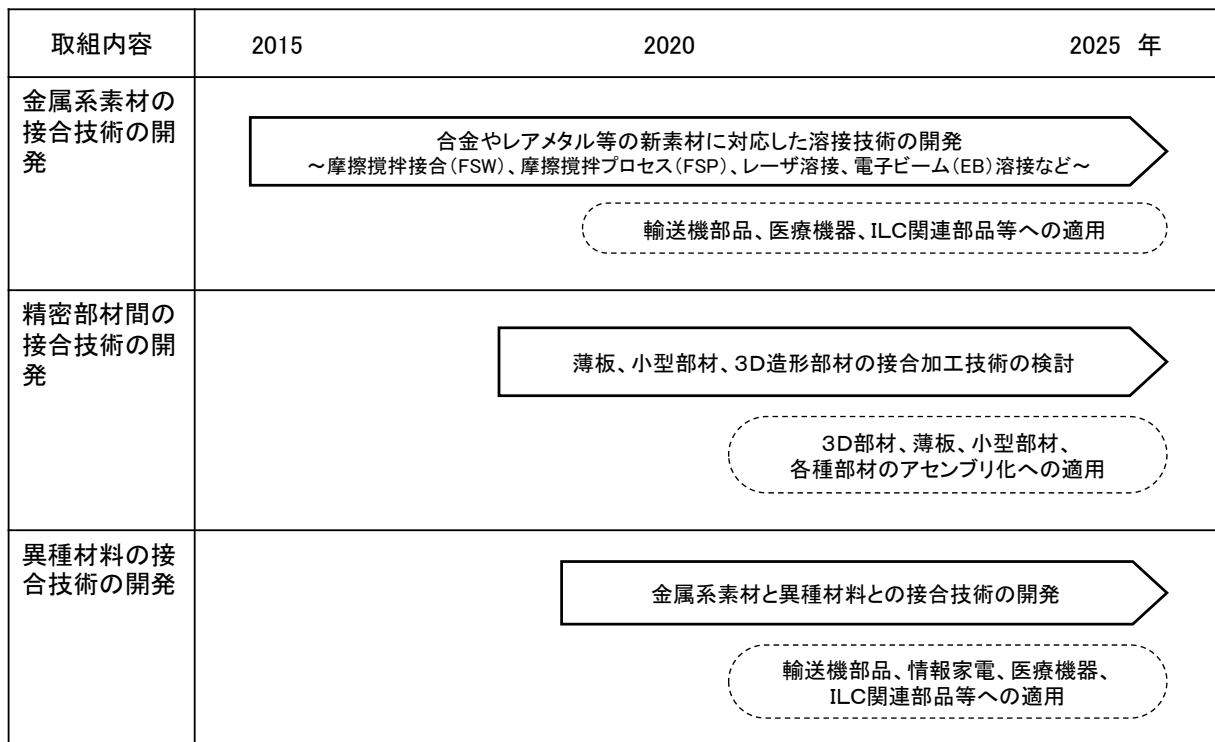 取組内容
2015
2020
2025 年
金属系素材の
接合技術の開
発
合金やレアメタル等の新素材に対応した溶接技術の開発
～摩擦撹拌接合(FSW)、摩擦撹拌プロセス(FSP)、レーザ溶接、電子ビーム(EB)溶接など～
輸送機部品、医療機器、ILC関連部品等への適用
精密部材間の
接合技術の開
発
薄板、小型部材、3D造形部材の接合加工技術の検討
3D部材、薄板、小型部材、
各種部材のアセンブリ化への適用
異種材料の接
合技術の開発
金属系素材と異種材料との接合技術の開発
輸送機部品、情報家電、医療機器、
ILC関連部品等への適用